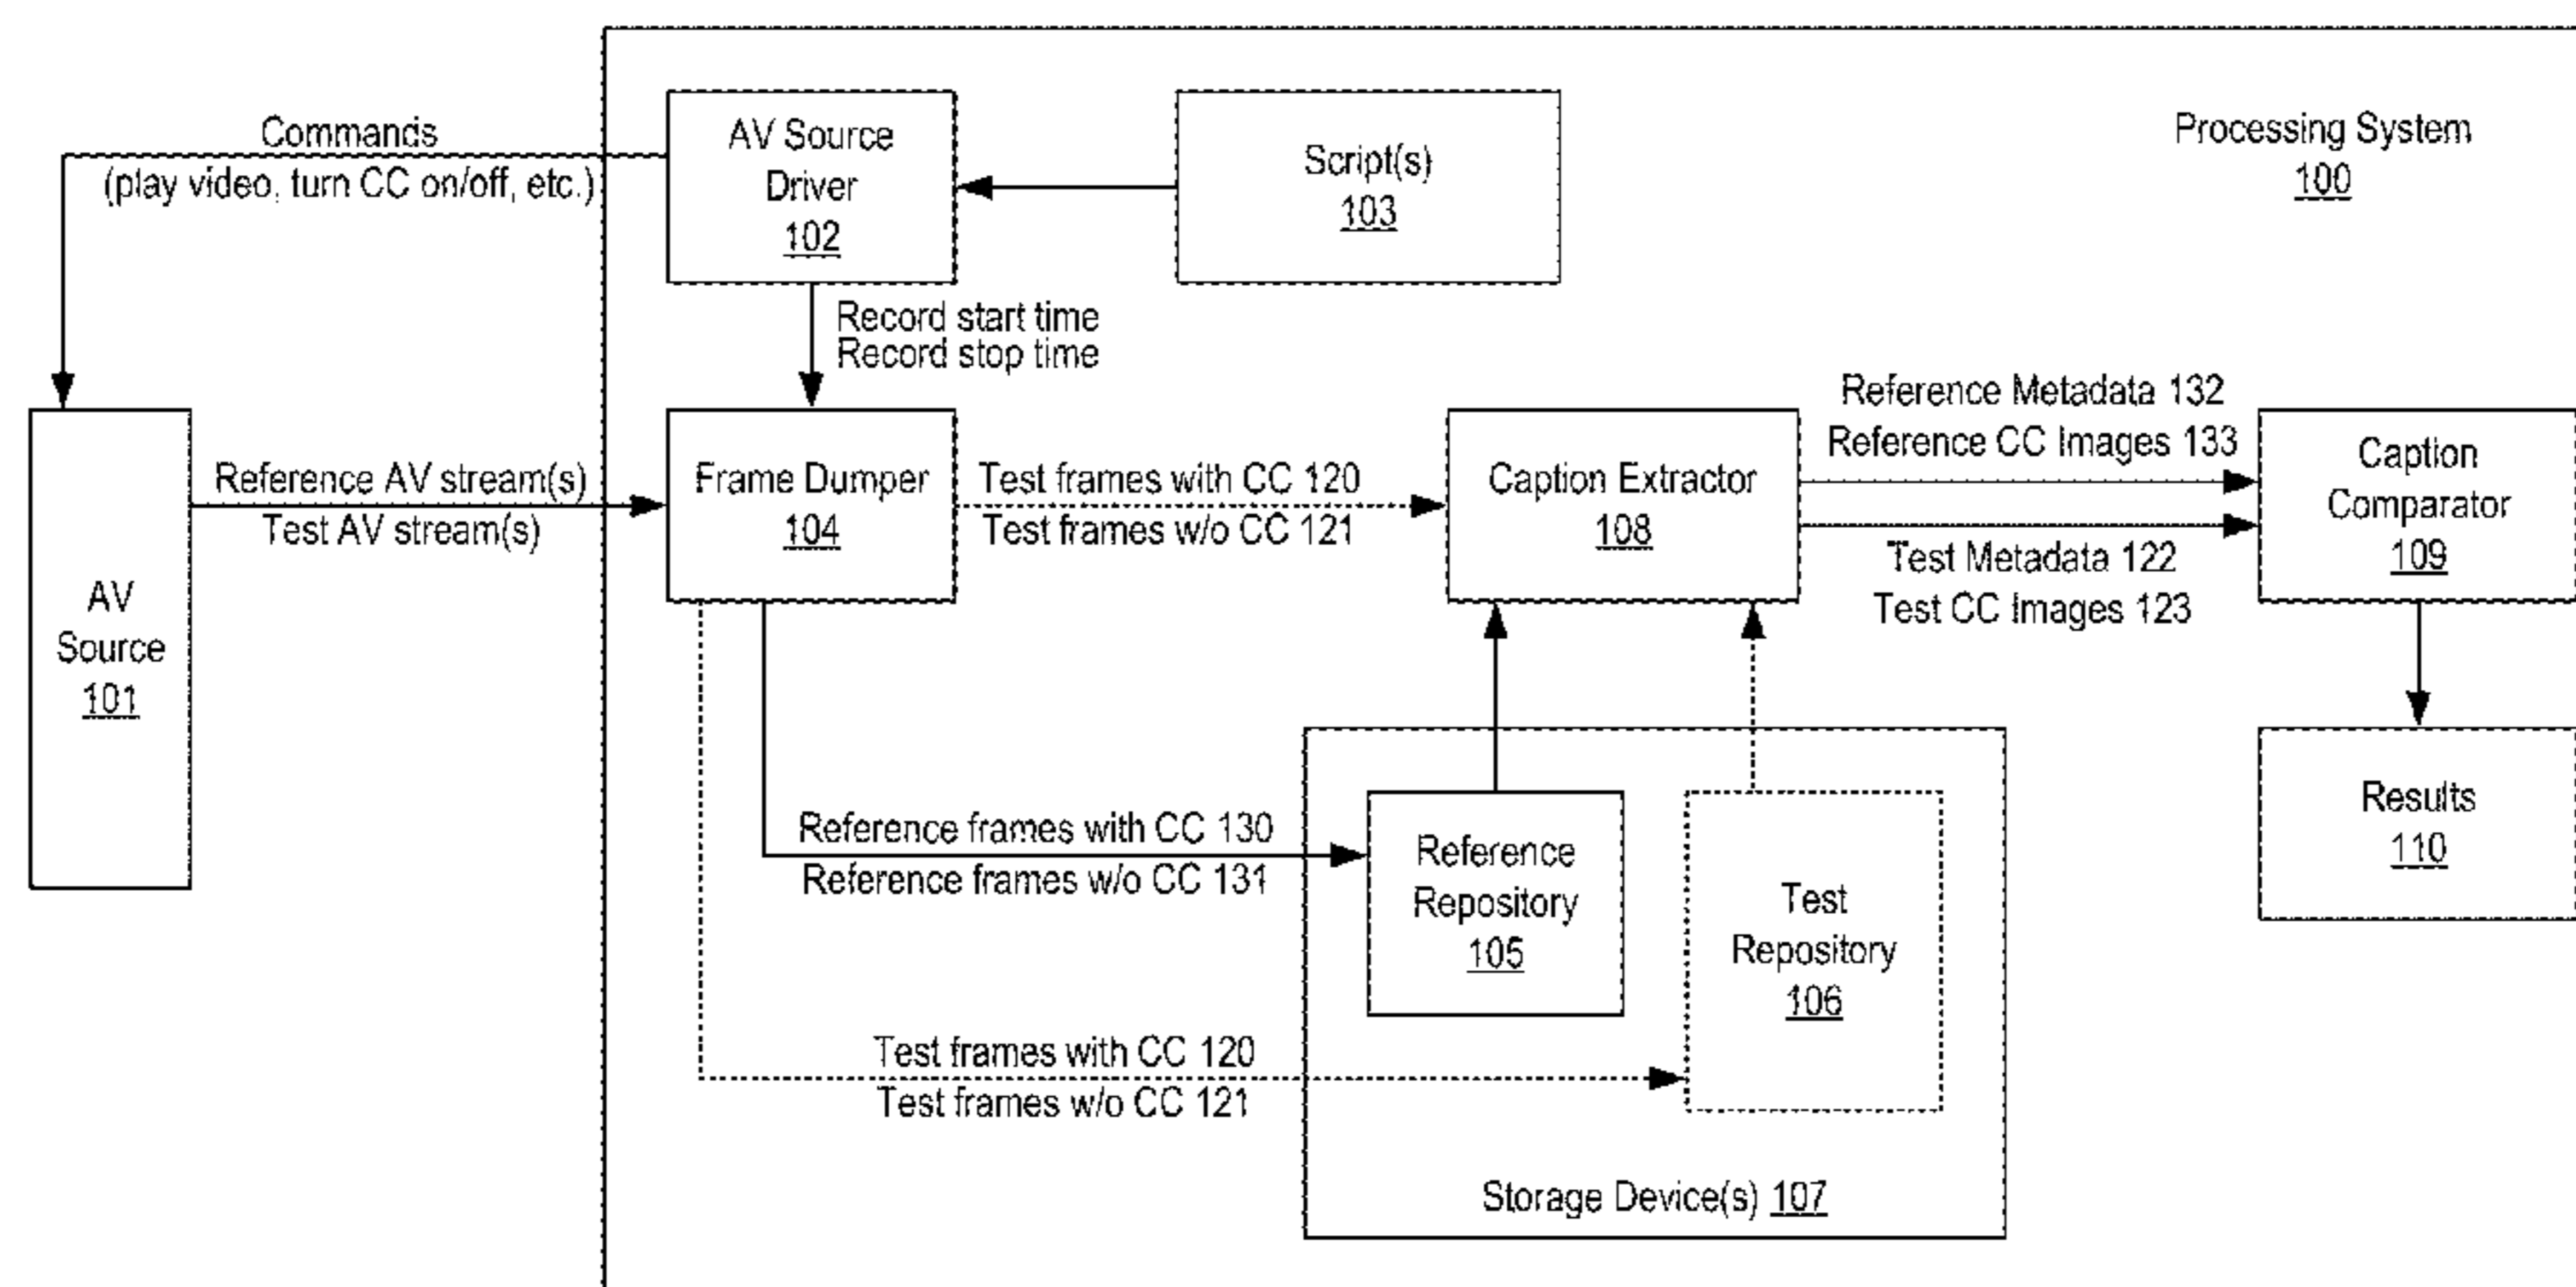 Commands
(play video, turn CC on/off, etc.)
AV Source
Driver
102
Script(s)
103
Processing System
100
Record start time
Record stop time
AV
Source
101
Reference AV stream(s)
Test AV stream(s)
Frame Dumper
104
Test frames with CC 120
Test frames w/o CC 121
Caption Extractor
108
Reference Metadata 132
Reference CC Images 133
Test Metadata 122
Test CC Images 123
Caption
Comparator
109
Reference frames with CC 130
Reference frames w/o CC 131
Reference
Repository
105
Test
Repository
106
Results
110
Test frames with CC 120
Test frames w/o CC 121
Storage Device(s) 107